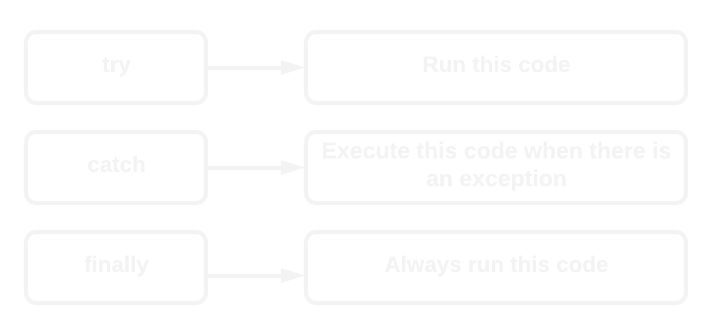 try
Run this code
catch
Execute this code when there is
an exception
finally
Always run this code